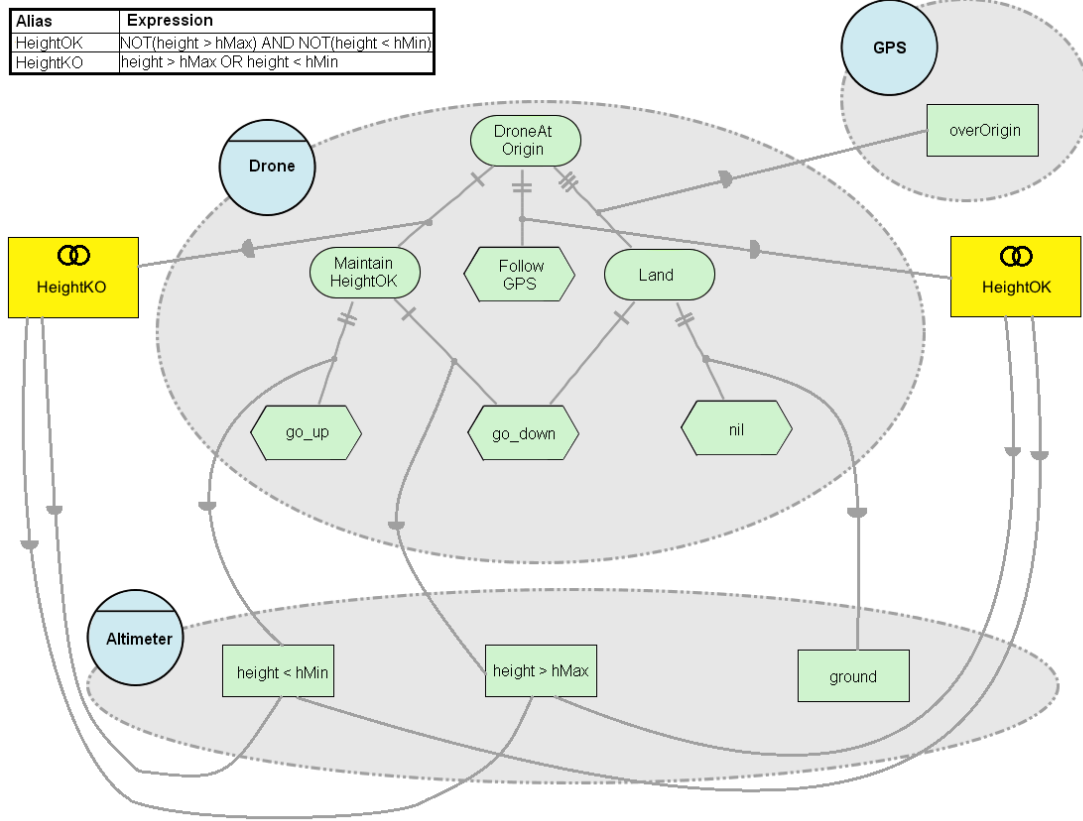 Alias Expression
HeightOK NOT(height > hMax) AND NOT(height < hMin)
HeightKO height > hMax OR height < hMin
GPS
overOrigin
DroneAt
Origin
Drone
HeightKO
Maintain
HeightOK
Follow
GPS
Land
HeightOK
go_up
go_down
nil
Altimeter
height < hMin
height > hMax
ground